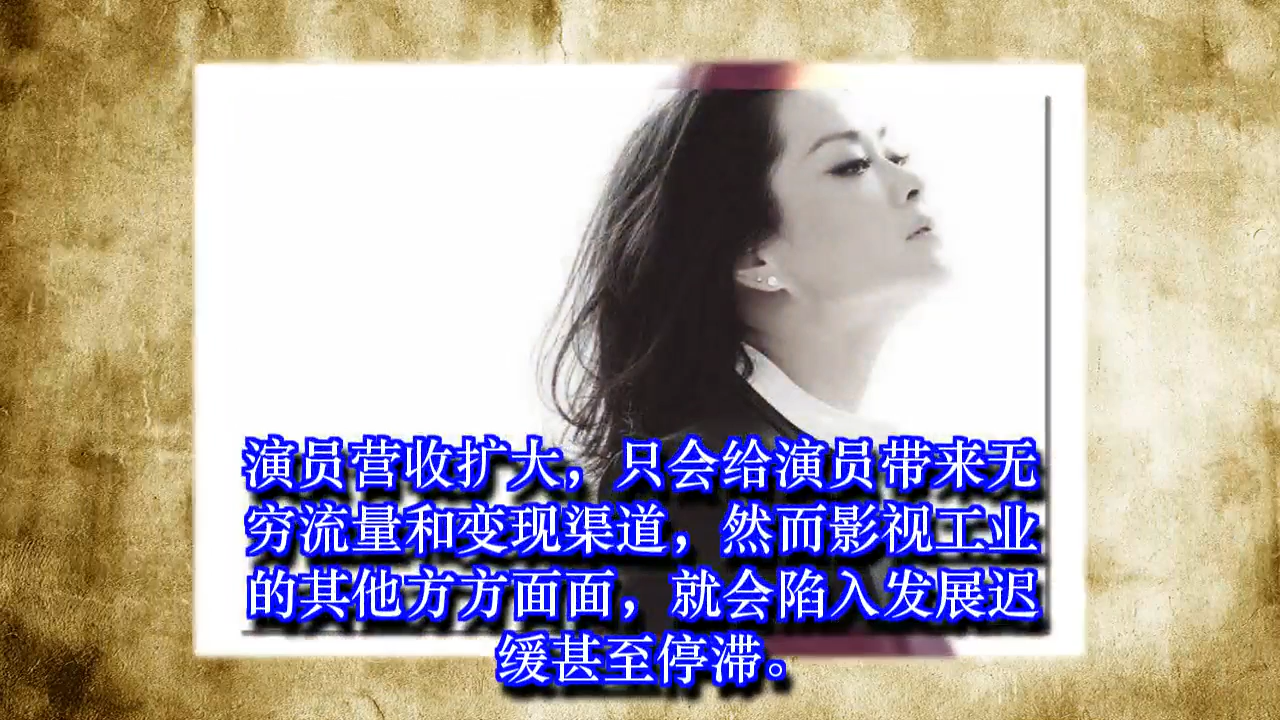 演员营收扩大，只会给演员带来无
穷流量和变现渠道，然而影视工业
的其他方方面面，就会陷入发展迟
缓甚至停滞。